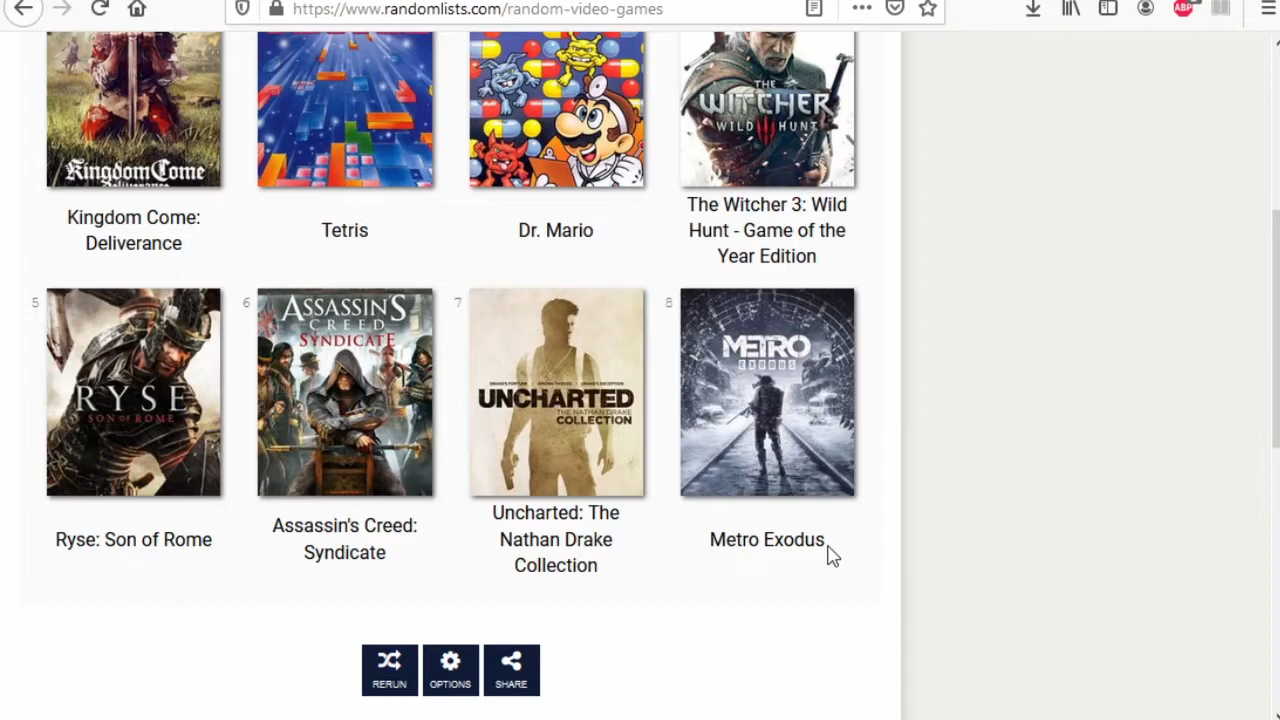 https://www.randomlists.com/random-video-games
ABP
KINGDOM COME
THE
WITCHER
WILD HUNT
Kingdom Come:
Deliverance
Tetris
Dr. Mario
The Witcher 3: Wild
Hunt - Game of the
Year Edition
5
6
7
8
RYSE
SON OF ROME
ASSASSIN'S
CREED
SYNDICATE
UNCHARTED
THE NATHAN DRAKE
COLLECTION
METRO
EXODUS
Ryse: Son of Rome
Assassin's Creed:
Syndicate
Uncharted: The
Nathan Drake
Collection
Metro Exodus
RERUN
OPTIONS
SHARE